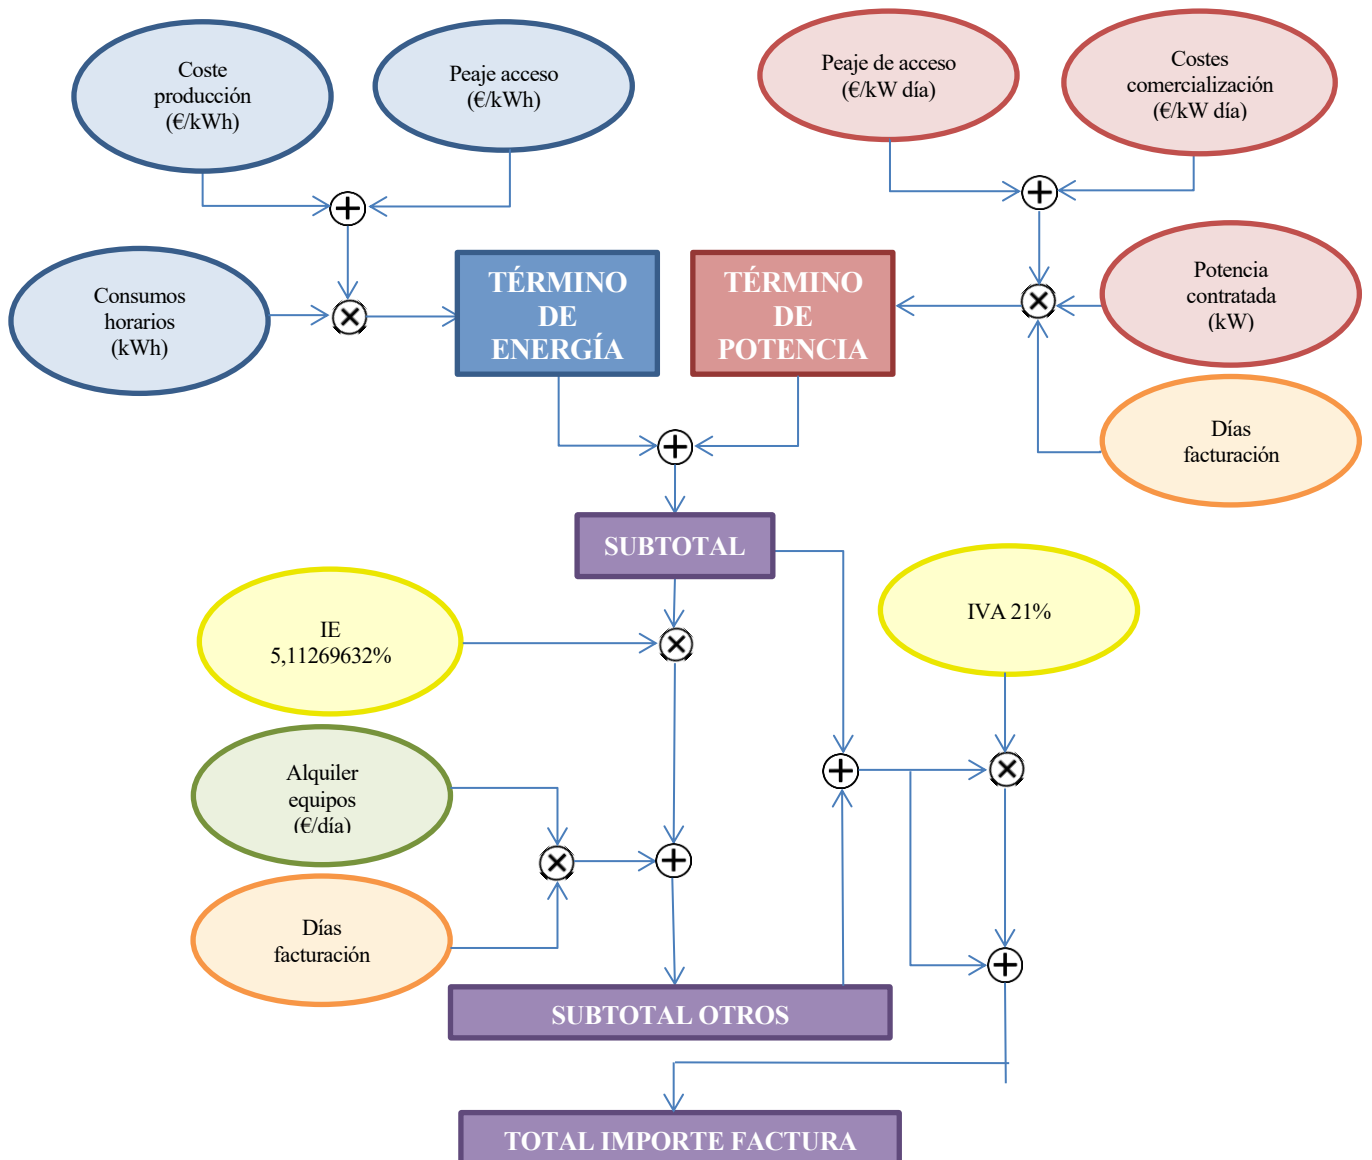 Coste
producción
(€/kWh)
Peaje acceso
(€/kWh)
Peaje de acceso
(€/kW día)
Costes
comercialización
(€/kW día)
Consumos
horarios
(kWh)
TÉRMINO
DE
ENERGÍA
TÉRMINO
DE
POTENCIA
Potencia
contratada
(kW)
Días
facturación
SUBTOTAL
IE
5,11269632%
IVA 21%
Alquiler
equipos
(€/día)
Días
facturación
SUBTOTAL OTROS
TOTAL IMPORTE FACTURA